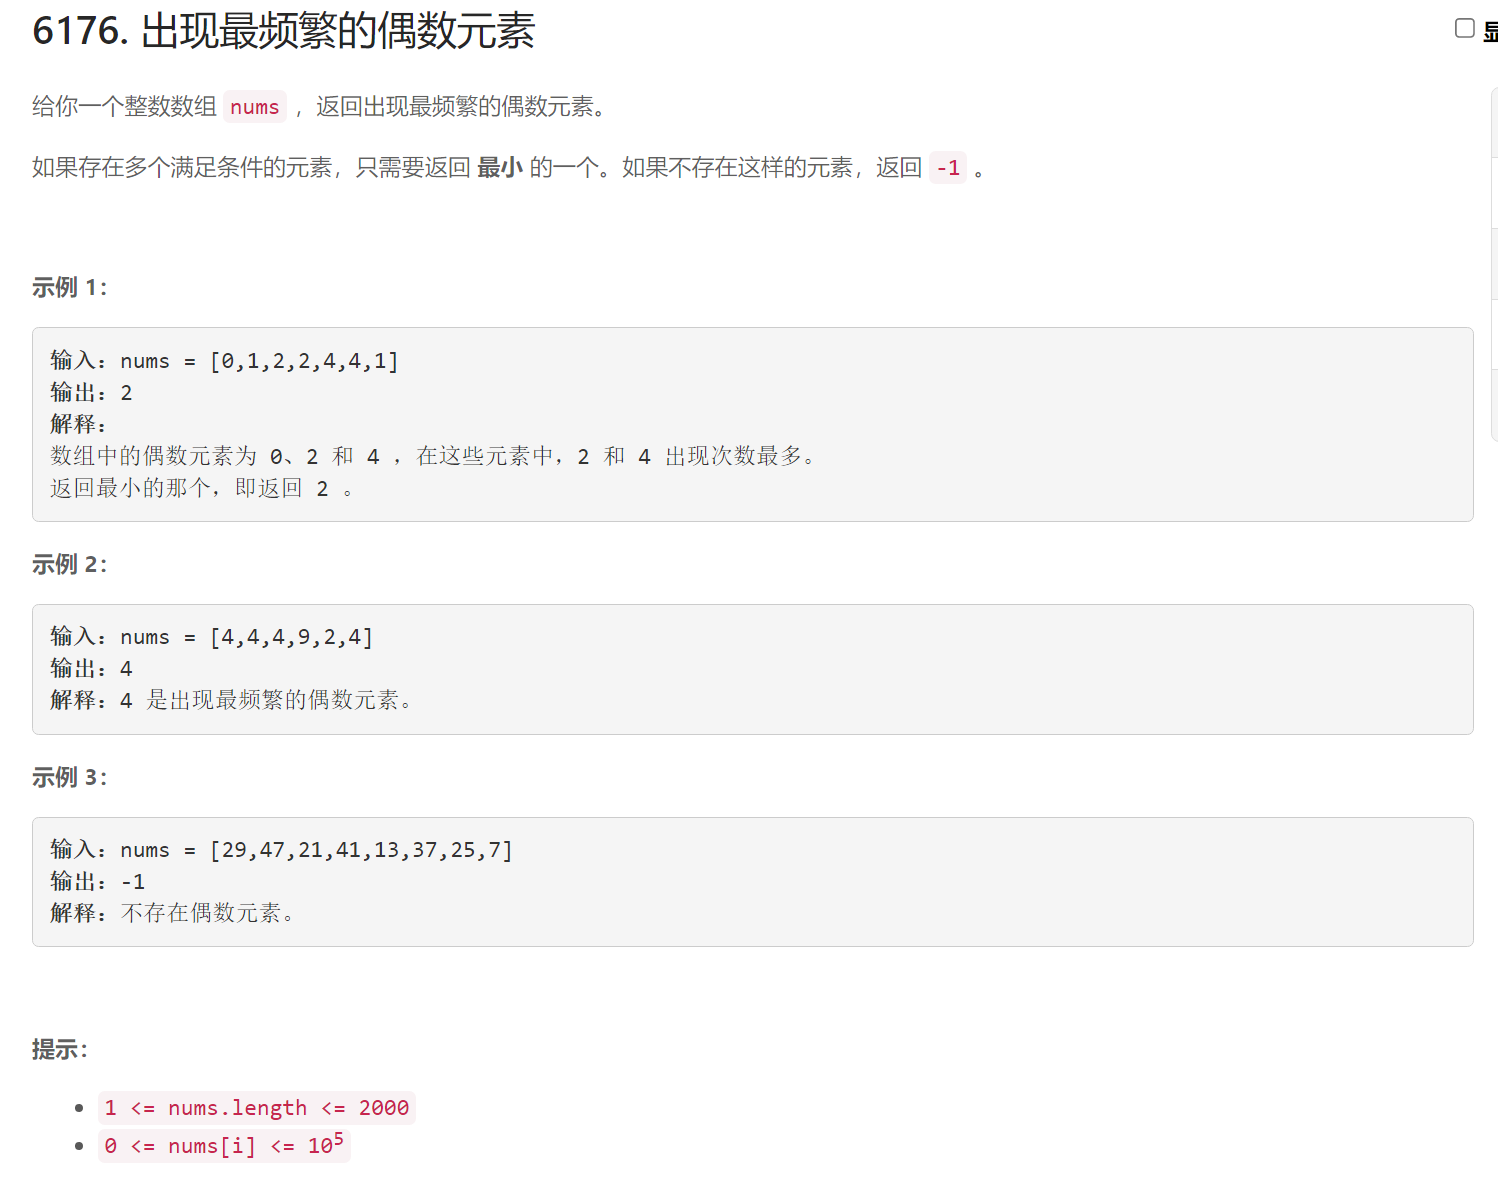 6176. 出现最频繁的偶数元素
显
给你一个整数数组 nums ，返回出现最频繁的偶数元素。
如果存在多个满足条件的元素，只需要返回 最小 的一个。如果不存在这样的元素，返回 -1 。
示例 1：
输入：nums = [0,1,2,2,4,4,1]
输出：2
解释：
数组中的偶数元素为 0、2 和 4 ，在这些元素中，2 和 4 出现次数最多。
返回最小的那个，即返回 2 。
示例 2：
输入：nums = [4,4,4,9,2,4]
输出：4
解释：4 是出现最频繁的偶数元素。
示例 3：
输入：nums = [29,47,21,41,13,37,25,7]
输出：-1
解释：不存在偶数元素。
提示：
1 <= nums.length <= 2000
0 <= nums[i] <= 10⁵